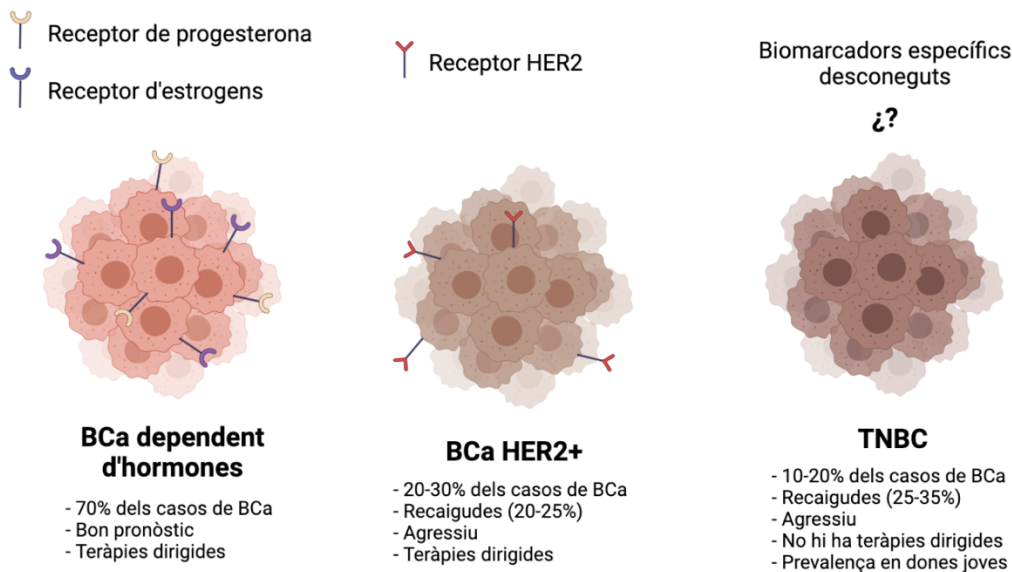 Receptor de progesterona
Receptor d'estrogens
Receptor HER2
Biomarcadors específics
desconeguts
¿?
BCa dependent
d'hormones
- 70% dels casos de BCa
- Bon pronòstic
- Teràpies dirigides
BCa HER2+
- 20-30% dels casos de BCa
- Recaigudes (20-25%)
- Agressiu
- Teràpies dirigides
TNBC
- 10-20% dels casos de BCa
- Recaigudes (25-35%)
- Agressiu
- No hi ha teràpies dirigides
- Prevalença en dones joves